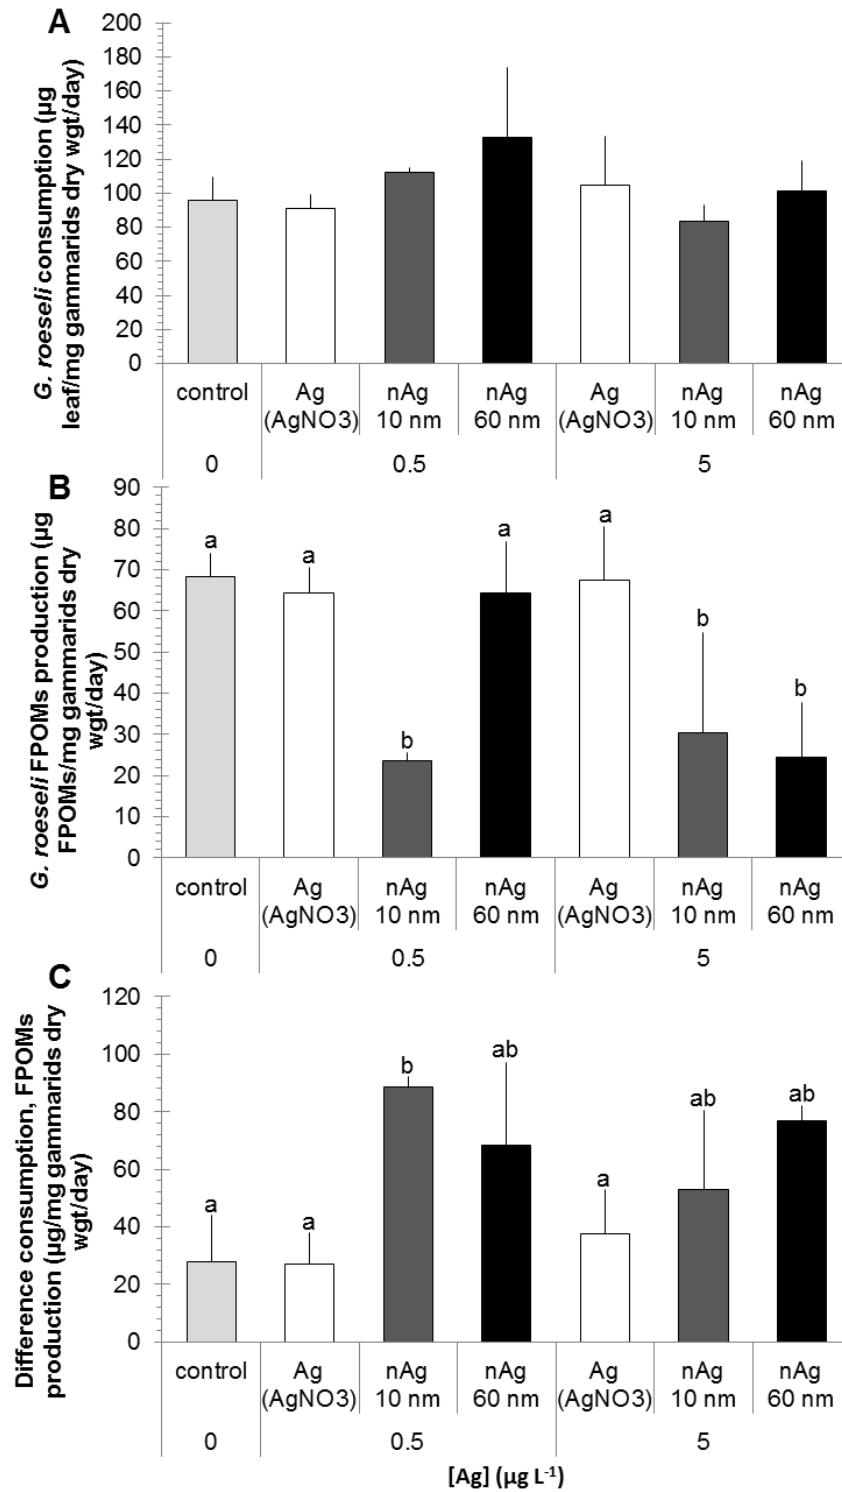 A
G. roeseli consumption (µg
leaf/mg gammarids dry wgt/day)
200
180
160
140
120
100
80
60
40
20
0
control
Ag
(AgNO3)
nAg
10 nm
nAg
60 nm
Ag
(AgNO3)
nAg
10 nm
nAg
60 nm
0
0.5
5
B
G. roeseli FPOMs production (µg
FPOMs/mg gammarids dry
wgt/day)
90
80
70
60
50
40
30
20
10
0
a
a
b
a
a
b
b
control
Ag
(AgNO3)
nAg
10 nm
nAg
60 nm
Ag
(AgNO3)
nAg
10 nm
nAg
60 nm
0
0.5
5
C
Difference consumption, FPOMs
production (µg/mg gammarids dry
wgt/day)
120
100
80
60
40
20
0
a
a
b
ab
a
ab
ab
control
Ag
(AgNO3)
nAg
10 nm
nAg
60 nm
Ag
(AgNO3)
nAg
10 nm
nAg
60 nm
0
0.5
5
[Ag] (µg L⁻¹)